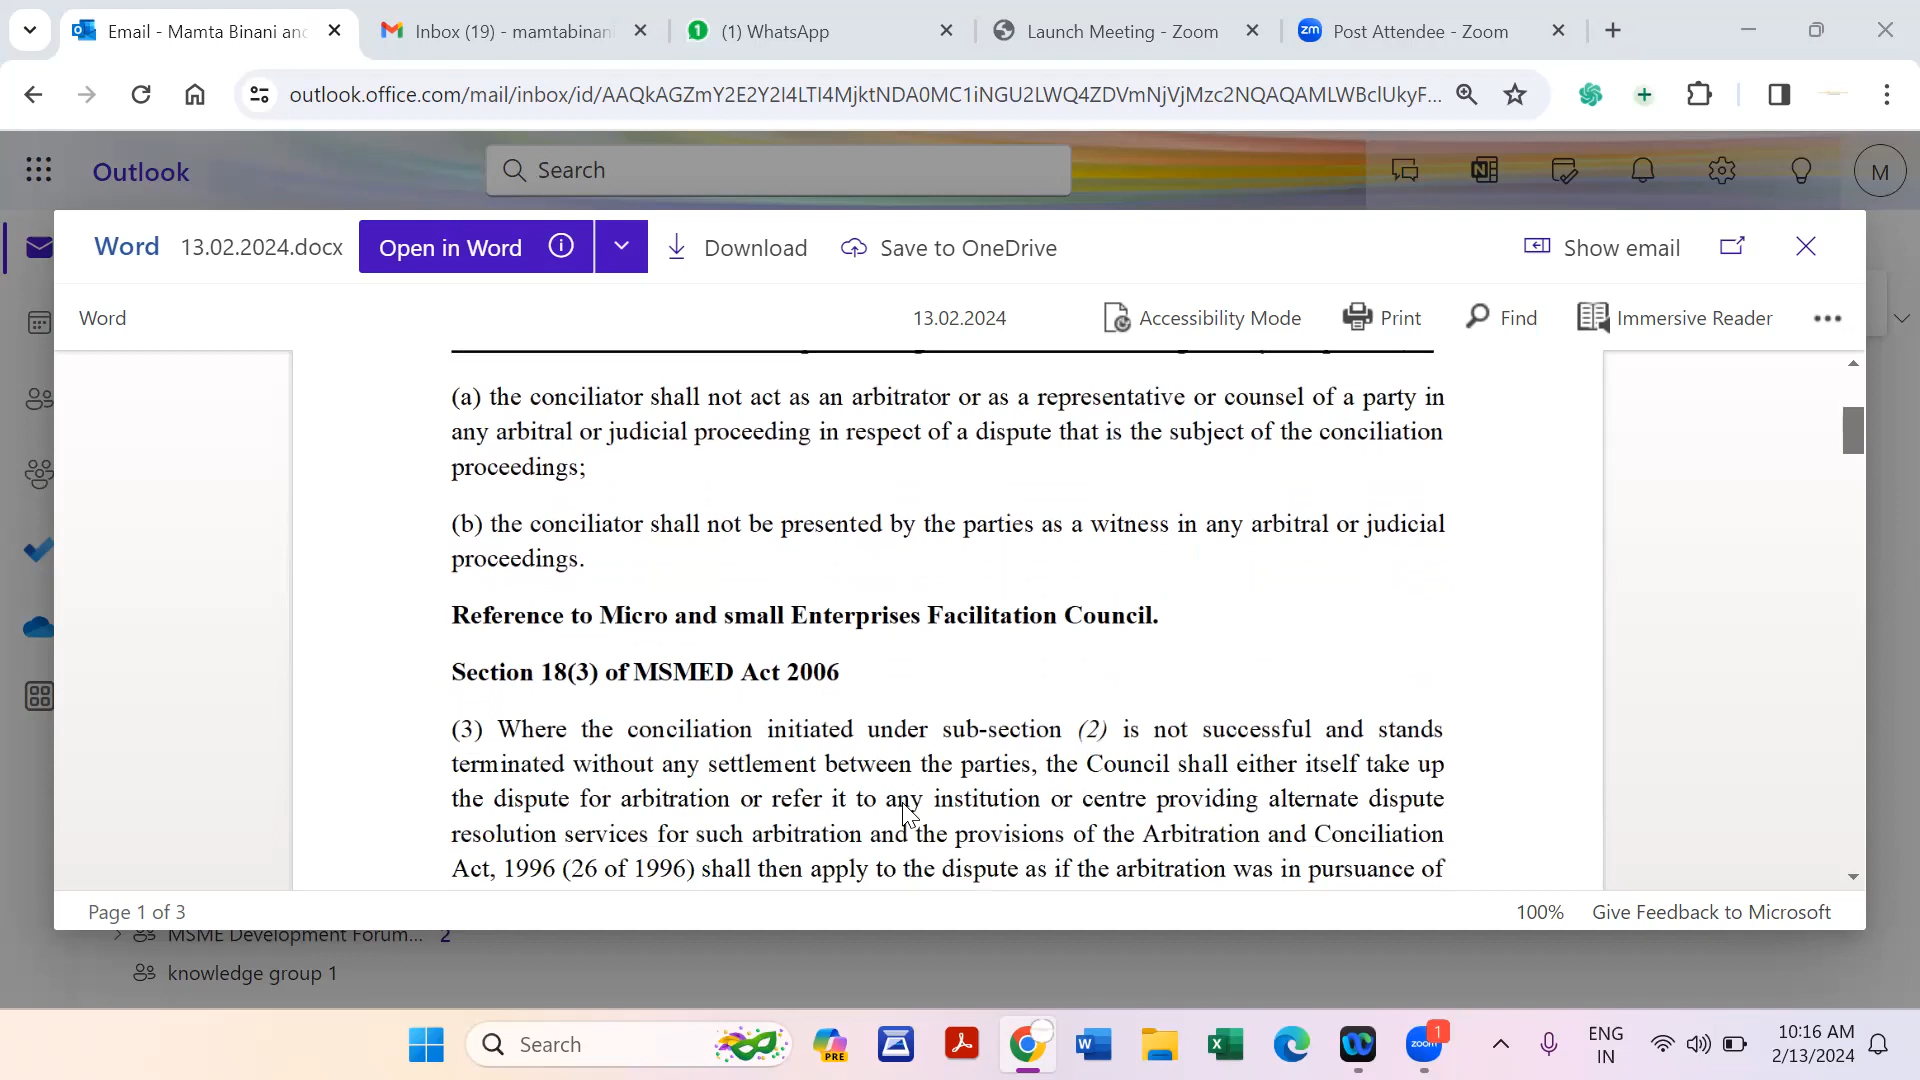 Email - Mamta Binani and
Inbox (19) - mamtabinani
(1) WhatsApp
Launch Meeting - Zoom
zm
Post Attendee - Zoom
outlook.office.com/mail/inbox/id/AAQkAGZmY2E2Y2I4LTI4MjktNDA0MC1iNGU2LWQ4ZDVmNjVjMzc2NQAQAMLWBclUkyF...
Outlook
Search
M
Word
13.02.2024.docx
Open in Word
Download
Save to OneDrive
Show email
Word
13.02.2024
Accessibility Mode
Print
Find
Immersive Reader
(a) the conciliator shall not act as an arbitrator or as a representative or counsel of a party in
any arbitral or judicial proceeding in respect of a dispute that is the subject of the conciliation
proceedings;
(b) the conciliator shall not be presented by the parties as a witness in any arbitral or judicial
proceedings.
Reference to Micro and small Enterprises Facilitation Council.
Section 18(3) of MSMED Act 2006
(3) Where the conciliation initiated under sub-section (2) is not successful and stands
terminated without any settlement between the parties, the Council shall either itself take up
the dispute for arbitration or refer it to any institution or centre providing alternate dispute
resolution services for such arbitration and the provisions of the Arbitration and Conciliation
Act, 1996 (26 of 1996) shall then apply to the dispute as if the arbitration was in pursuance of
Page 1 of 3
100%
Give Feedback to Microsoft
MSME Development Forum... 2
knowledge group 1
Search
PRE
zoom
1
ENG
IN
10:16 AM
2/13/2024